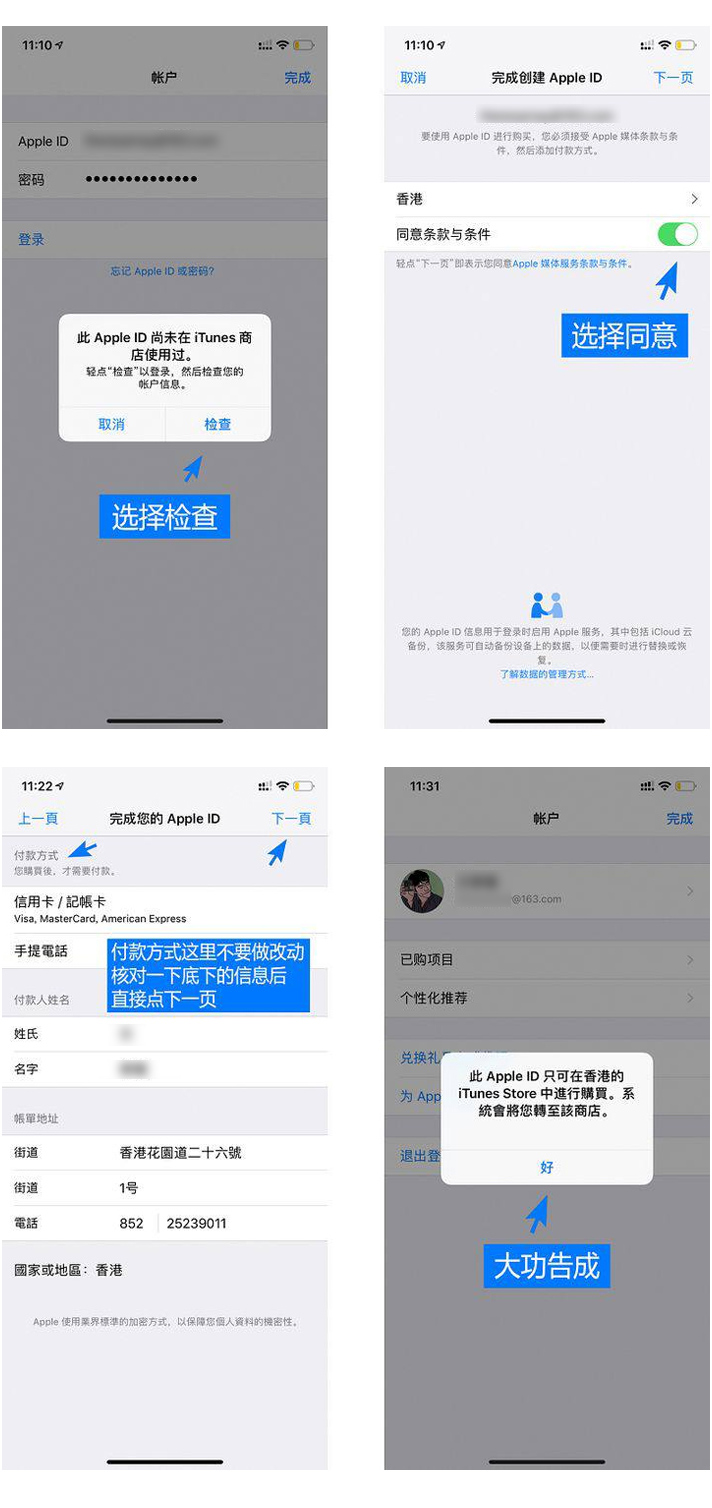 11:10
帐户
完成
Apple ID
密码
登录
忘记 Apple ID 或密码?
此 Apple ID 尚未在 iTunes 商
店使用过。
轻点“检查”以登录，然后检查您的
帐户信息。
取消
检查
选择检查
11:10
取消
完成创建 Apple ID
下一页
要使用 Apple ID 进行购买，您必须接受 Apple 媒体条款与条
件，然后添加付款方式。
香港
同意条款与条件
轻点“下一页”即表示您同意Apple 媒体服务条款与条件。
选择同意
您的 Apple ID 信息用于登录时启用 Apple 服务，其中包括 iCloud 云
备份，该服务可自动备份设备上的数据，以便需要时进行替换或恢
复。
了解数据的管理方式...
11:22
上一頁
完成您的 Apple ID
下一頁
付款方式
您購買後，才需要付款。
信用卡 / 記帳卡
Visa, MasterCard, American Express
手提電話
付款方式这里不要做改动
核对一下底下的信息后
直接点下一页
付款人姓名
姓氏
名字
帳單地址
街道 香港花園道二十六號
街道 1号
電話 852 25239011
國家或地區：香港
Apple 使用業界標準的加密方式，以保障您個人資料的機密性。
11:31
帐户
完成
@163.com
已购项目
个性化推荐
兑换礼
为 App
退出登
此 Apple ID 只可在香港的
iTunes Store 中進行購買。系
統會將您轉至該商店。
好
大功告成